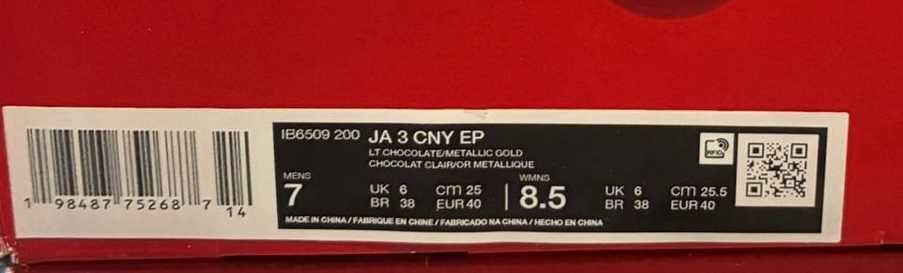 IB6509 200 JA 3 CNY EP
LT CHOCOLATE/METALLIC GOLD
CHOCOLAT CLAIR/OR METALLIQUE
MENS
7
UK 6 cm 25
BR 38 EUR 40
WMNS
8.5
UK 6 cm 25.5
BR 38 EUR 40
MADE IN CHINA / FABRIQUE EN CHINE / FABRICADO NA CHINA / HECHO EN CHINA
1 98487 75268 7
14
RFID